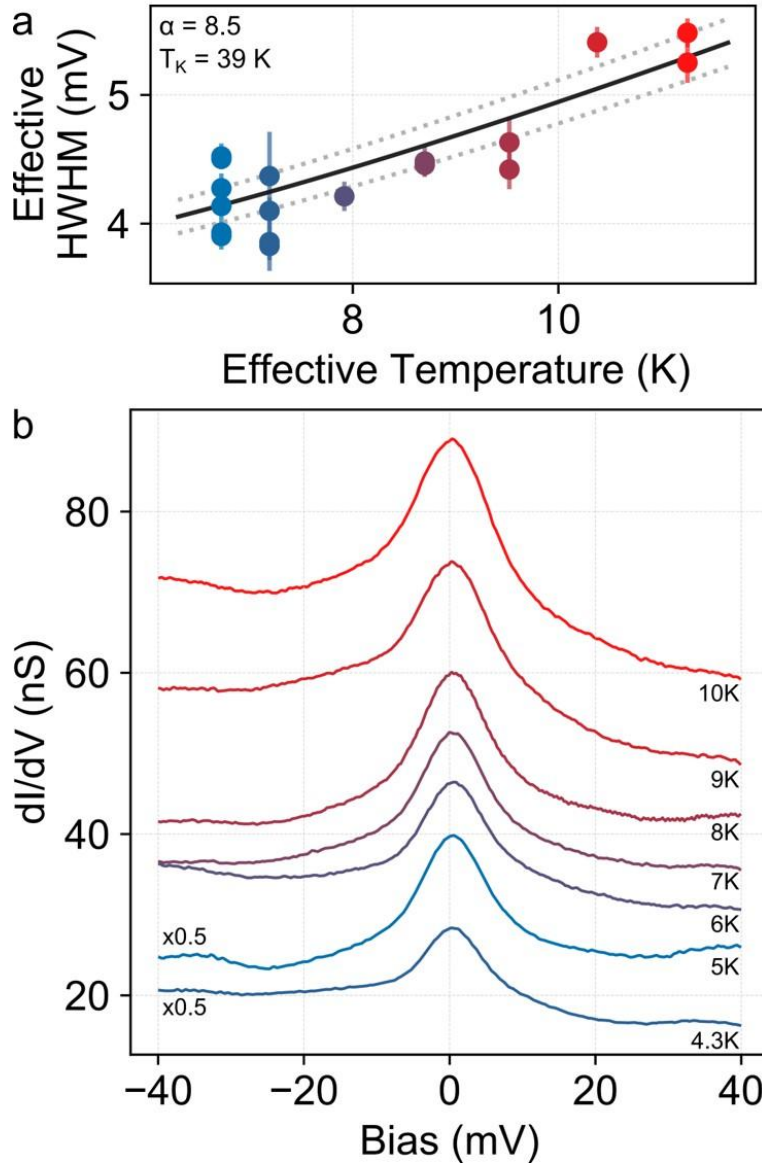 a
α = 8.5
T_K = 39 K
Effective
HWHM (mV)
5
4
8
10
Effective Temperature (K)
b
dI/dV (nS)
80
60
40
20
10K
9K
8K
7K
6K
x0.5
5K
x0.5
4.3K
−40
−20
0
20
40
Bias (mV)